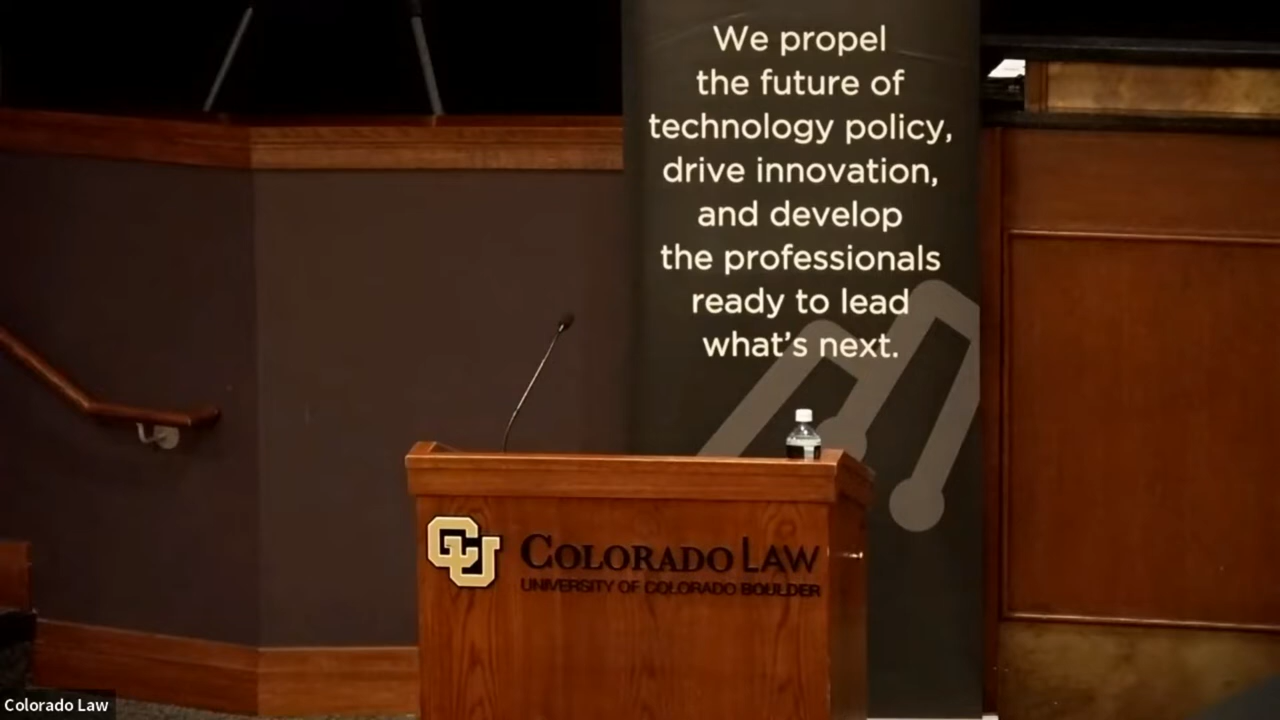 We propel
the future of
technology policy,
drive innovation,
and develop
the professionals
ready to lead
what's next.
CU COLORADO LAW
UNIVERSITY OF COLORADO BOULDER
Colorado Law